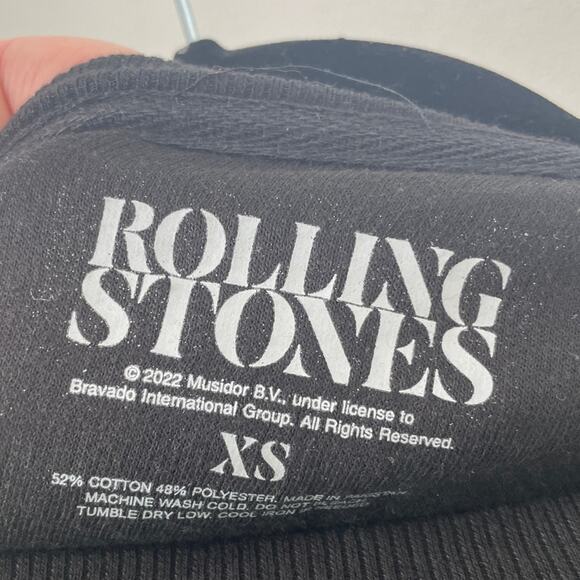 ROLLING
STONES
© 2022 Musidor B.V., under license to
Bravado International Group. All Rights Reserved.
XS
52% COTTON 48% POLYESTER. MADE IN
MACHINE WASH COLD. DO NOT
TUMBLE DRY LOW. COOL IRON